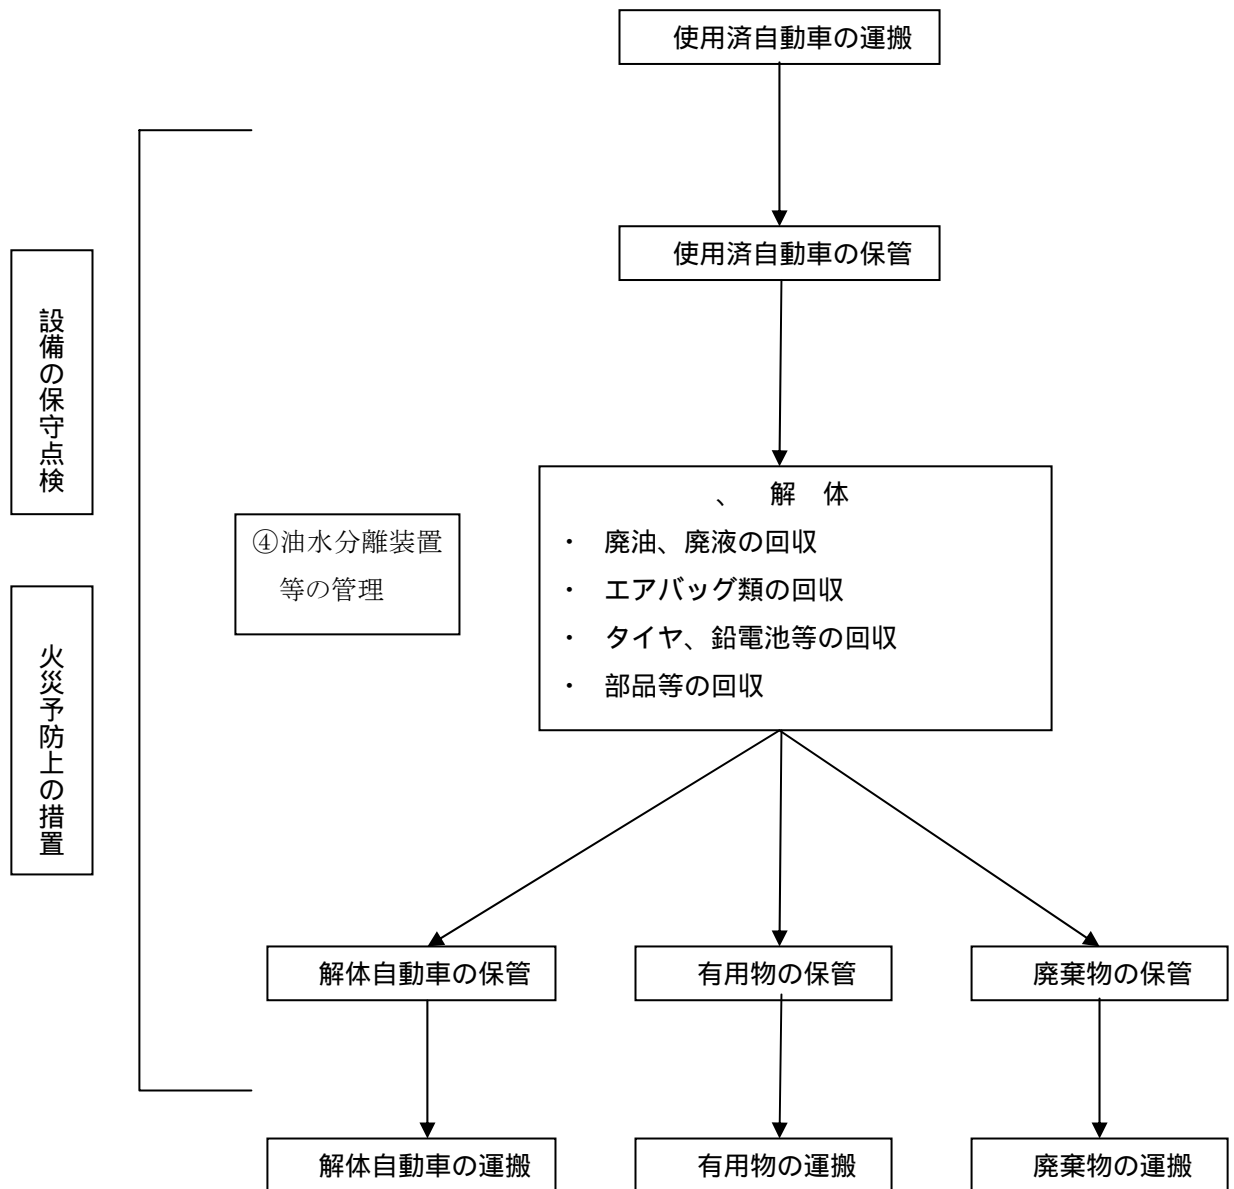 使用済自動車の運搬
使用済自動車の保管
設備の保守点検
火災予防上の措置
④油水分離装置
等の管理
、 解 体
・ 廃油、廃液の回収
・ エアバッグ類の回収
・ タイヤ、鉛電池等の回収
・ 部品等の回収
解体自動車の保管
有用物の保管
廃棄物の保管
解体自動車の運搬
有用物の運搬
廃棄物の運搬